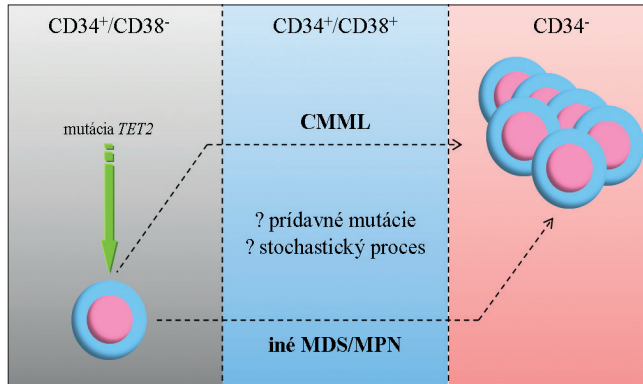 CD34⁺/CD38⁻
CD34⁺/CD38⁺
CD34⁻
mutácia TET2
CMML
? prídavné mutácie
? stochastický proces
iné MDS/MPN